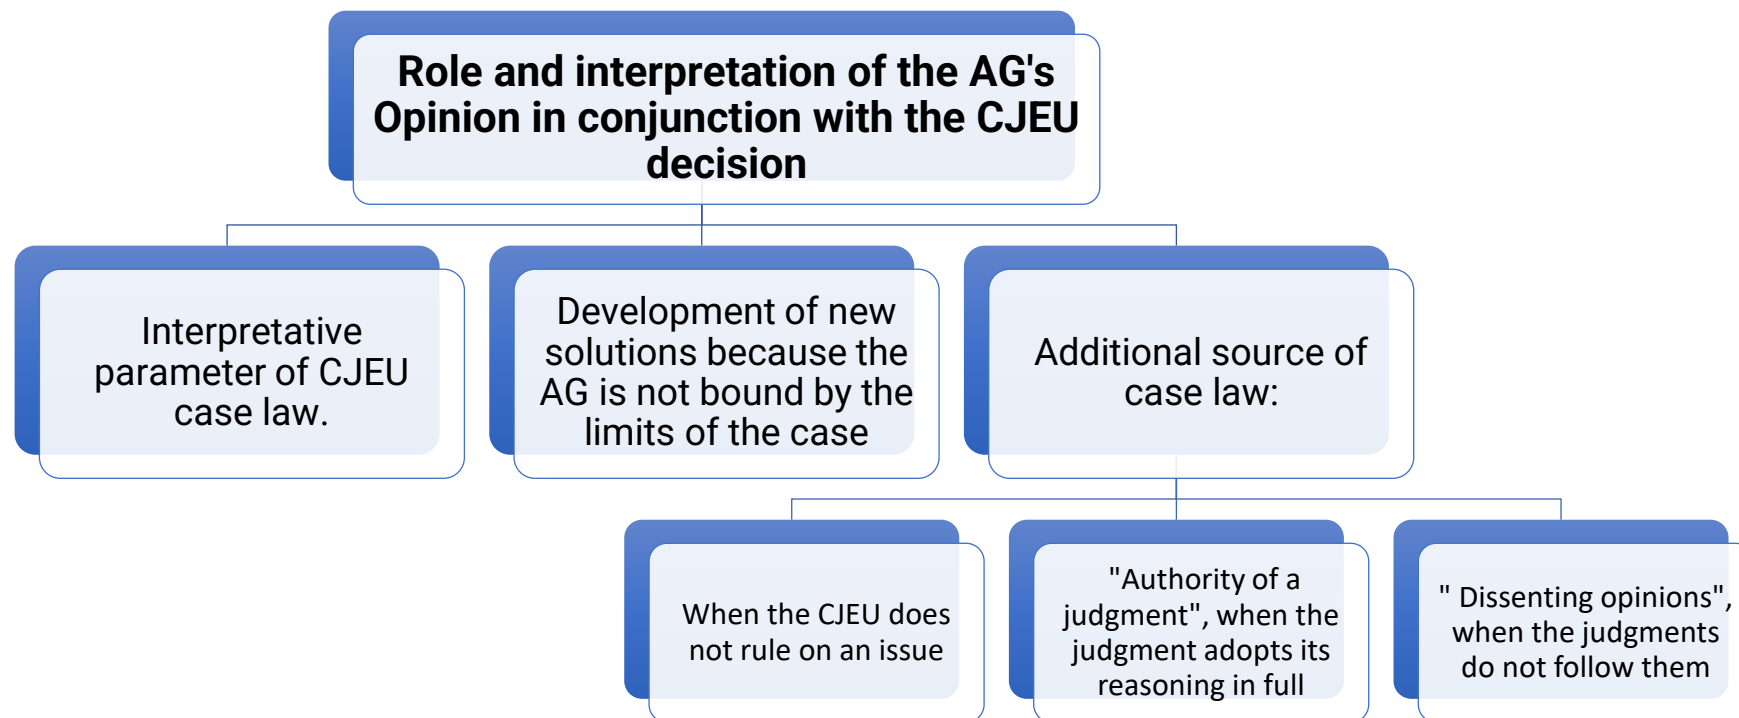 Role and interpretation of the AG's
Opinion in conjunction with the CJEU
decision
Interpretative
parameter of CJEU
case law.
Development of new
solutions because the
AG is not bound by the
limits of the case
Additional source of
case law:
When the CJEU does
not rule on an issue
"Authority of a
judgment", when the
judgment adopts its
reasoning in full
" Dissenting opinions",
when the judgments
do not follow them